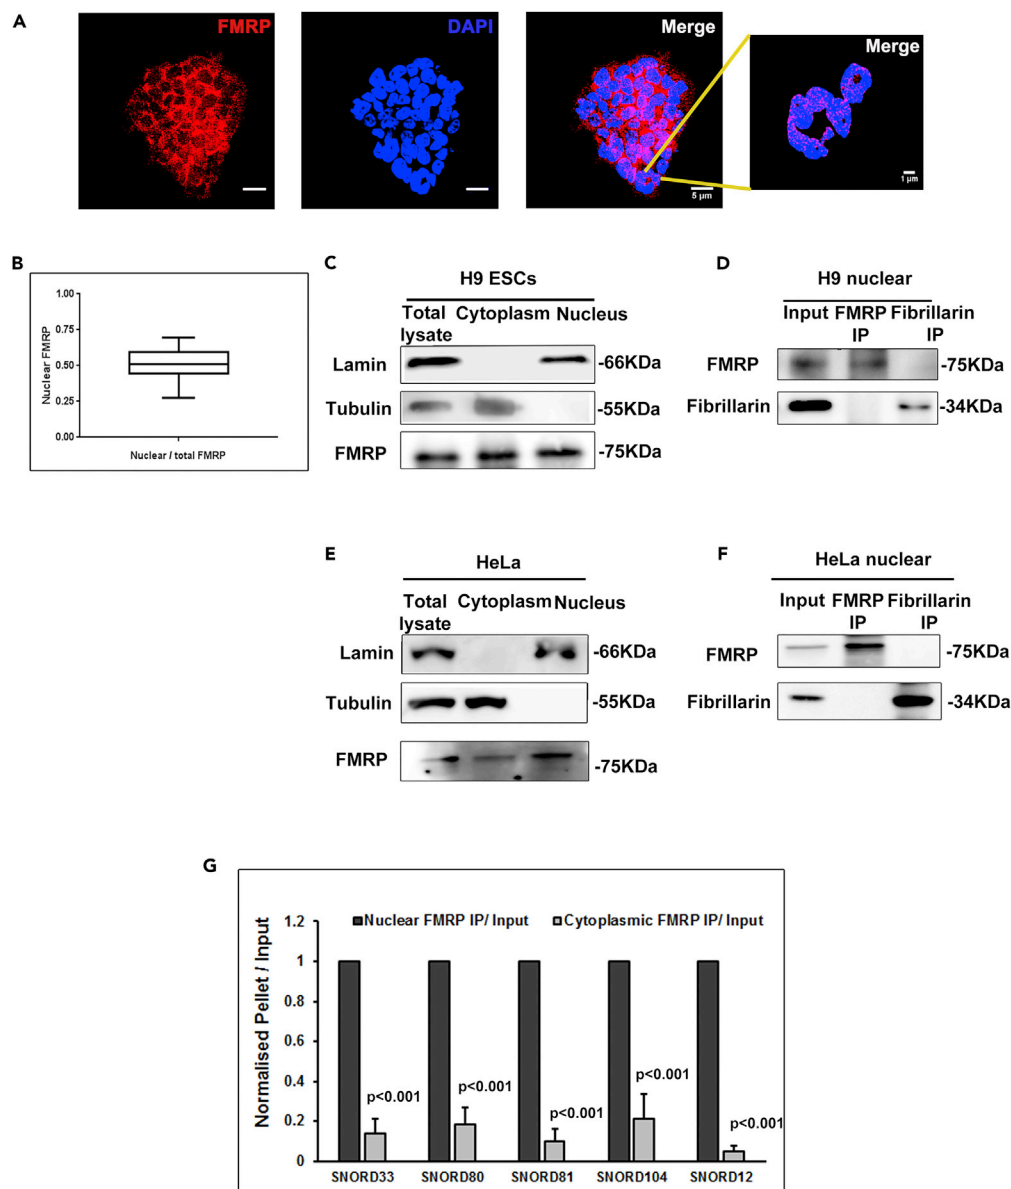 A
FMRP
DAPI
Merge
5 µm
Merge
1 µm
B
1.00
0.75
0.50
0.25
0.00
Nuclear FMRP
Nuclear / total FMRP
C
H9 ESCs
Total lysate Cytoplasm Nucleus
Lamin -66KDa
Tubulin -55KDa
FMRP -75KDa
D
H9 nuclear
Input FMRP IP Fibrillarin IP
FMRP -75KDa
Fibrillarin -34KDa
E
HeLa
Total lysate Cytoplasm Nucleus
Lamin -66KDa
Tubulin -55KDa
FMRP -75KDa
F
HeLa nuclear
Input FMRP IP Fibrillarin IP
FMRP -75KDa
Fibrillarin -34KDa
G
Nuclear FMRP IP/ Input Cytoplasmic FMRP IP/ Input
Normalised Pellet / Input
1.2
1
0.8
0.6
0.4
0.2
0
p<0.001 p<0.001 p<0.001 p<0.001 p<0.001
SNORD33 SNORD80 SNORD81 SNORD104 SNORD12